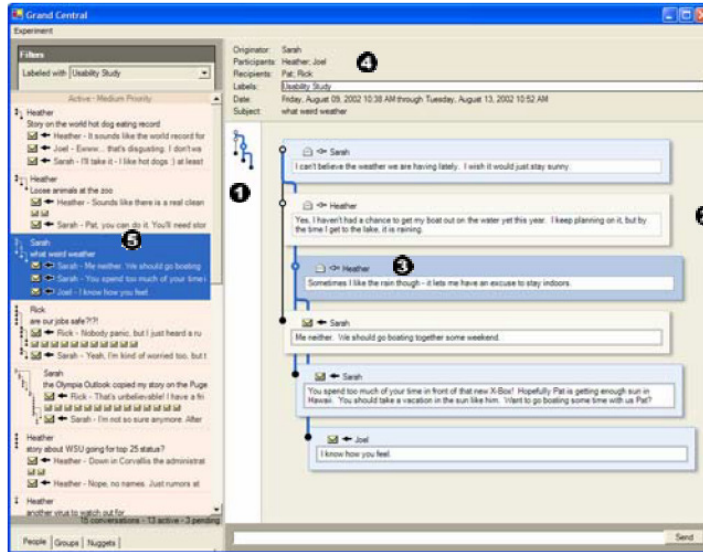 Grand Central
Experiment
Filters
Labeled with Usability Study
Active - Medium Priority
Heather
Story on the world hot dog eating record
Heather - It sounds like the world record for
Joel - Ewww... that's disgusting. I don't wa
Sarah - I'll take it - I like hot dogs :) at least
Heather
Loose animals at the zoo
Heather - Sounds like there is a real clean
Sarah - Pat, you can do it. You'll need stor
Sarah
what weird weather
5
Sarah - Me neither. We should go boating
Sarah - You spend too much of your time i
Joel - I know how you feel
Rick
are our jobs safe?!?!
Rick - Nobody panic, but I just heard a ru
Sarah - Yeah, I'm kind of worried too, but t
Sarah
the Olympia Outlook copied my story on the Puge
Rick - That's unbelievable! I have a fri
Sarah - I'm not so sure anymore. After
Heather
story about WSU going for top 25 status?
Heather - Down in Corvallis the administrat
Heather - Nope, no names. Just rumors at
Heather
another virus to watch out for
15 conversations - 13 active - 3 pending
People Groups Nuggets
Originator: Sarah
Participants: Heather; Joel
4
Recipients: Pat; Rick
Labels: Usability Study
Date: Friday, August 09, 2002 10:38 AM through Tuesday, August 13, 2002 10:52 AM
Subject: what weird weather
1
Sarah
I can't believe the weather we are having lately. I wish it would just stay sunny.
Heather
Yes, I haven't had a chance to get my boat out on the water yet this year. I keep planning on it, but by
the time I get to the lake, it is raining.
Heather
3
Sometimes I like the rain though - it lets me have an excuse to stay indoors.
Sarah
Me neither. We should go boating together some weekend.
Sarah
You spend too much of your time in front of that new X-Box! Hopefully Pat is getting enough sun in
Hawaii. You should take a vacation in the sun like him. Want to go boating some time with us Pat?
Joel
I know how you feel.
Send